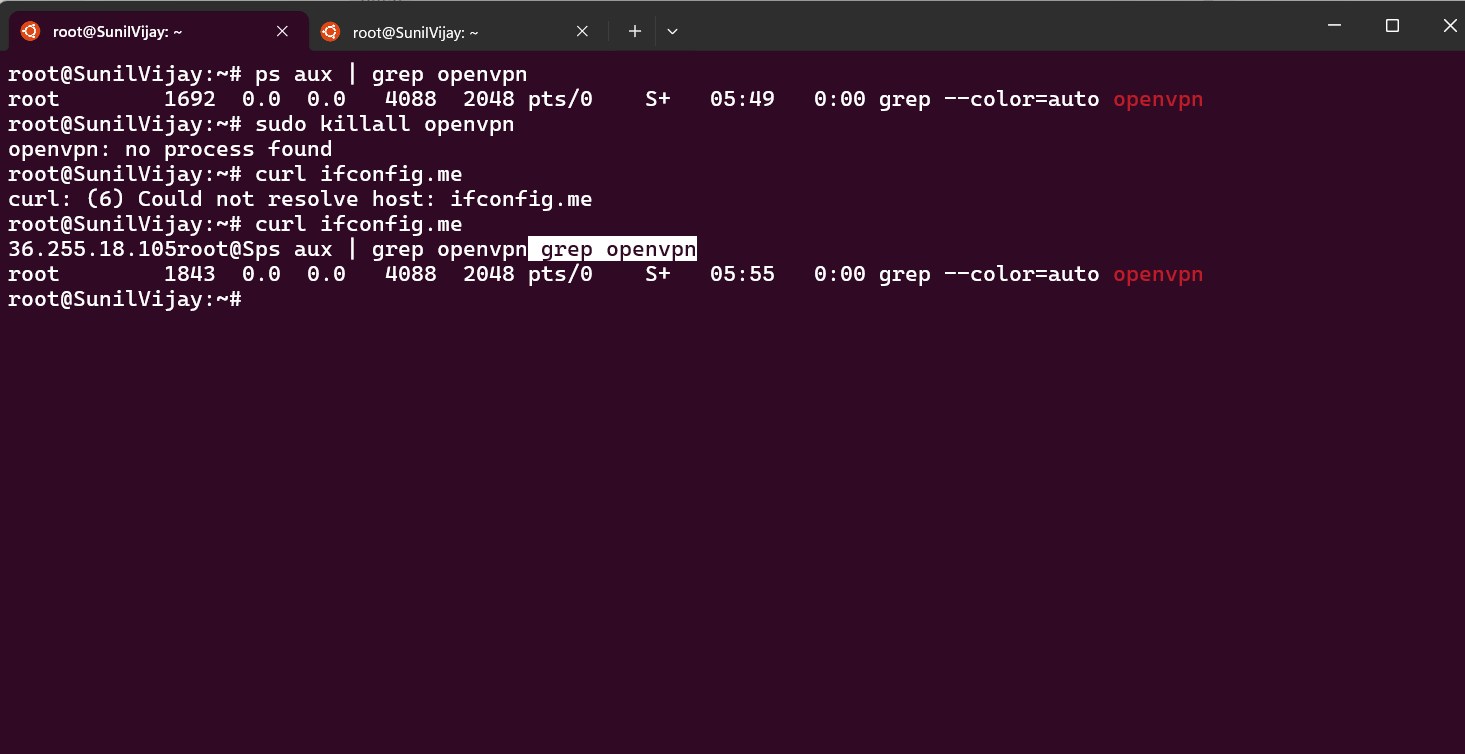 root@SunilVijay: ~
root@SunilVijay: ~
root@SunilVijay:~# ps aux | grep openvpn
root        1692  0.0  0.0   4088  2048 pts/0    S+   05:49   0:00 grep --color=auto openvpn
root@SunilVijay:~# sudo killall openvpn
openvpn: no process found
root@SunilVijay:~# curl ifconfig.me
curl: (6) Could not resolve host: ifconfig.me
root@SunilVijay:~# curl ifconfig.me
36.255.18.105root@Sps aux | grep openvpn grep openvpn
root        1843  0.0  0.0   4088  2048 pts/0    S+   05:55   0:00 grep --color=auto openvpn
root@SunilVijay:~#